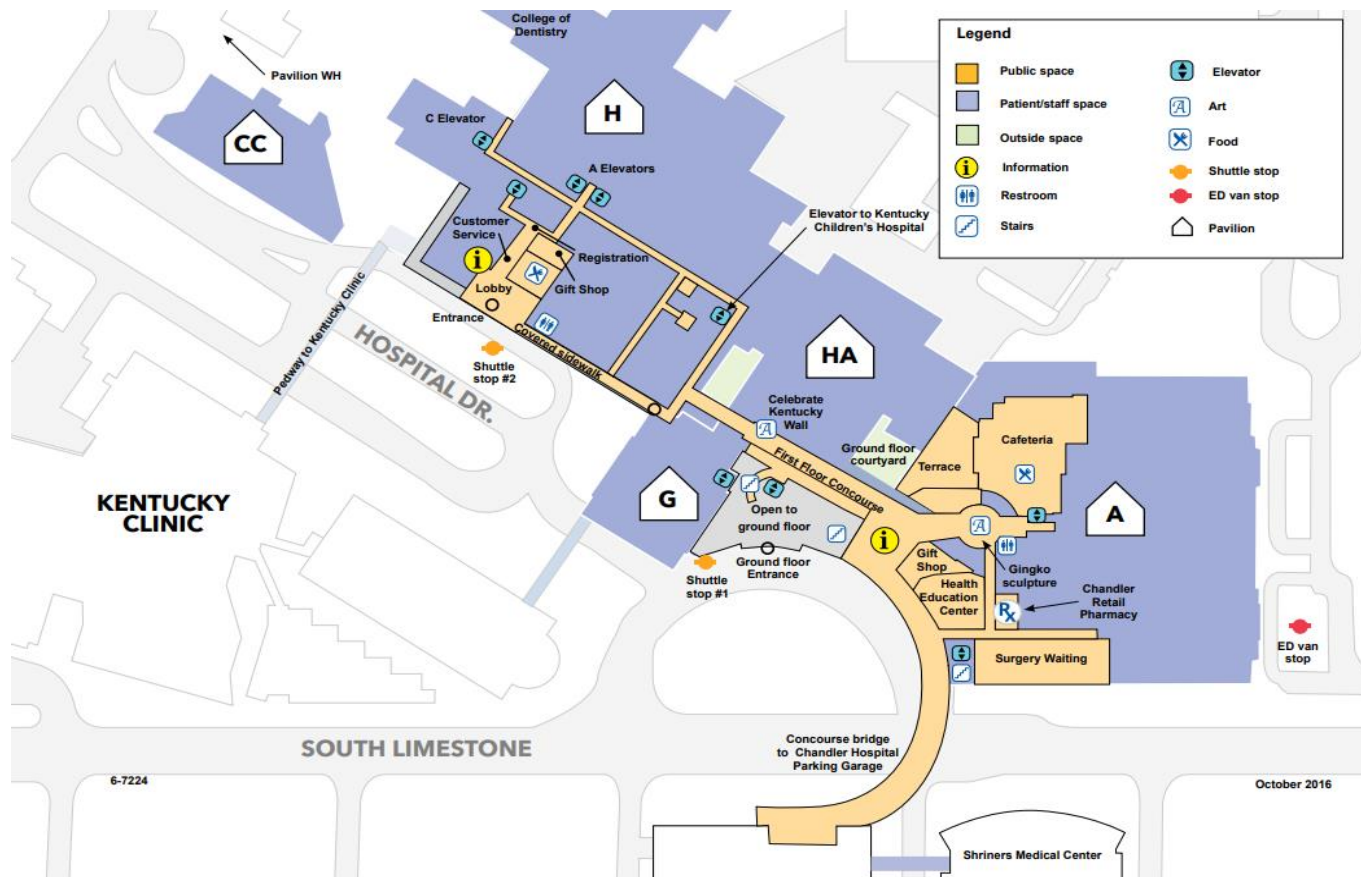 College of
Dentistry
Pavilion WH
CC
C Elevator
H
A Elevators
Customer
Service
i
Lobby
Registration
Gift Shop
Entrance
Elevator to Kentucky
Children's Hospital
Pedway to Kentucky Clinic
HOSPITAL DR.
Shuttle
stop #2
Covered sidewalk
HA
Celebrate
Kentucky
Wall
A
First Floor Concourse
Ground floor
courtyard
Terrace
Cafeteria
KENTUCKY
CLINIC
G
Open to
ground floor
Ground floor
Entrance
Shuttle
stop #1
i
A
A
Gift
Shop
Gingko
sculpture
Health
Education
Center
Rx
Chandler
Retail
Pharmacy
Surgery Waiting
ED van
stop
SOUTH LIMESTONE
Concourse bridge
to Chandler Hospital
Parking Garage
6-7224
October 2016
Shriners Medical Center
Legend
Public space
Patient/staff space
Outside space
i Information
Restroom
Stairs
Elevator
A Art
Food
Shuttle stop
ED van stop
Pavilion